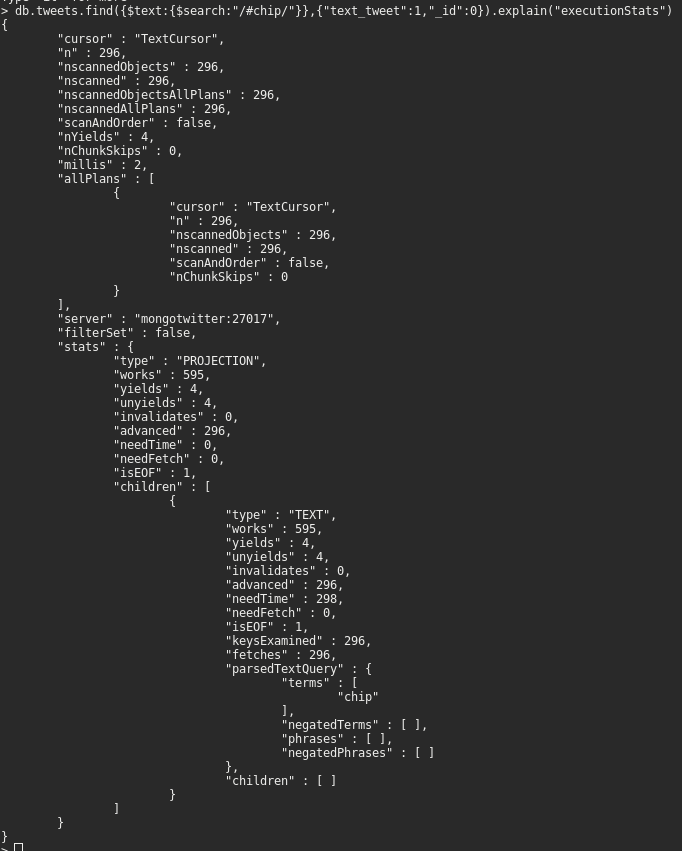 > db.tweets.find({$text:{$search:"/#chip/"}},{"text_tweet":1,"_id":0}).explain("executionStats")
{
"cursor" : "TextCursor",
"n" : 296,
"nscannedObjects" : 296,
"nscanned" : 296,
"nscannedObjectsAllPlans" : 296,
"nscannedAllPlans" : 296,
"scanAndOrder" : false,
"nYields" : 4,
"nChunkSkips" : 0,
"millis" : 2,
"allPlans" : [
{
"cursor" : "TextCursor",
"n" : 296,
"nscannedObjects" : 296,
"nscanned" : 296,
"scanAndOrder" : false,
"nChunkSkips" : 0
}
],
"server" : "mongotwitter:27017",
"filterSet" : false,
"stats" : {
"type" : "PROJECTION",
"works" : 595,
"yields" : 4,
"unyields" : 4,
"invalidates" : 0,
"advanced" : 296,
"needTime" : 0,
"needFetch" : 0,
"isEOF" : 1,
"children" : [
{
"type" : "TEXT",
"works" : 595,
"yields" : 4,
"unyields" : 4,
"invalidates" : 0,
"advanced" : 296,
"needTime" : 298,
"needFetch" : 0,
"isEOF" : 1,
"keysExamined" : 296,
"fetches" : 296,
"parsedTextQuery" : {
"terms" : [
"chip"
],
"negatedTerms" : [ ],
"phrases" : [ ],
"negatedPhrases" : [ ]
},
"children" : [ ]
}
]
}
}
>